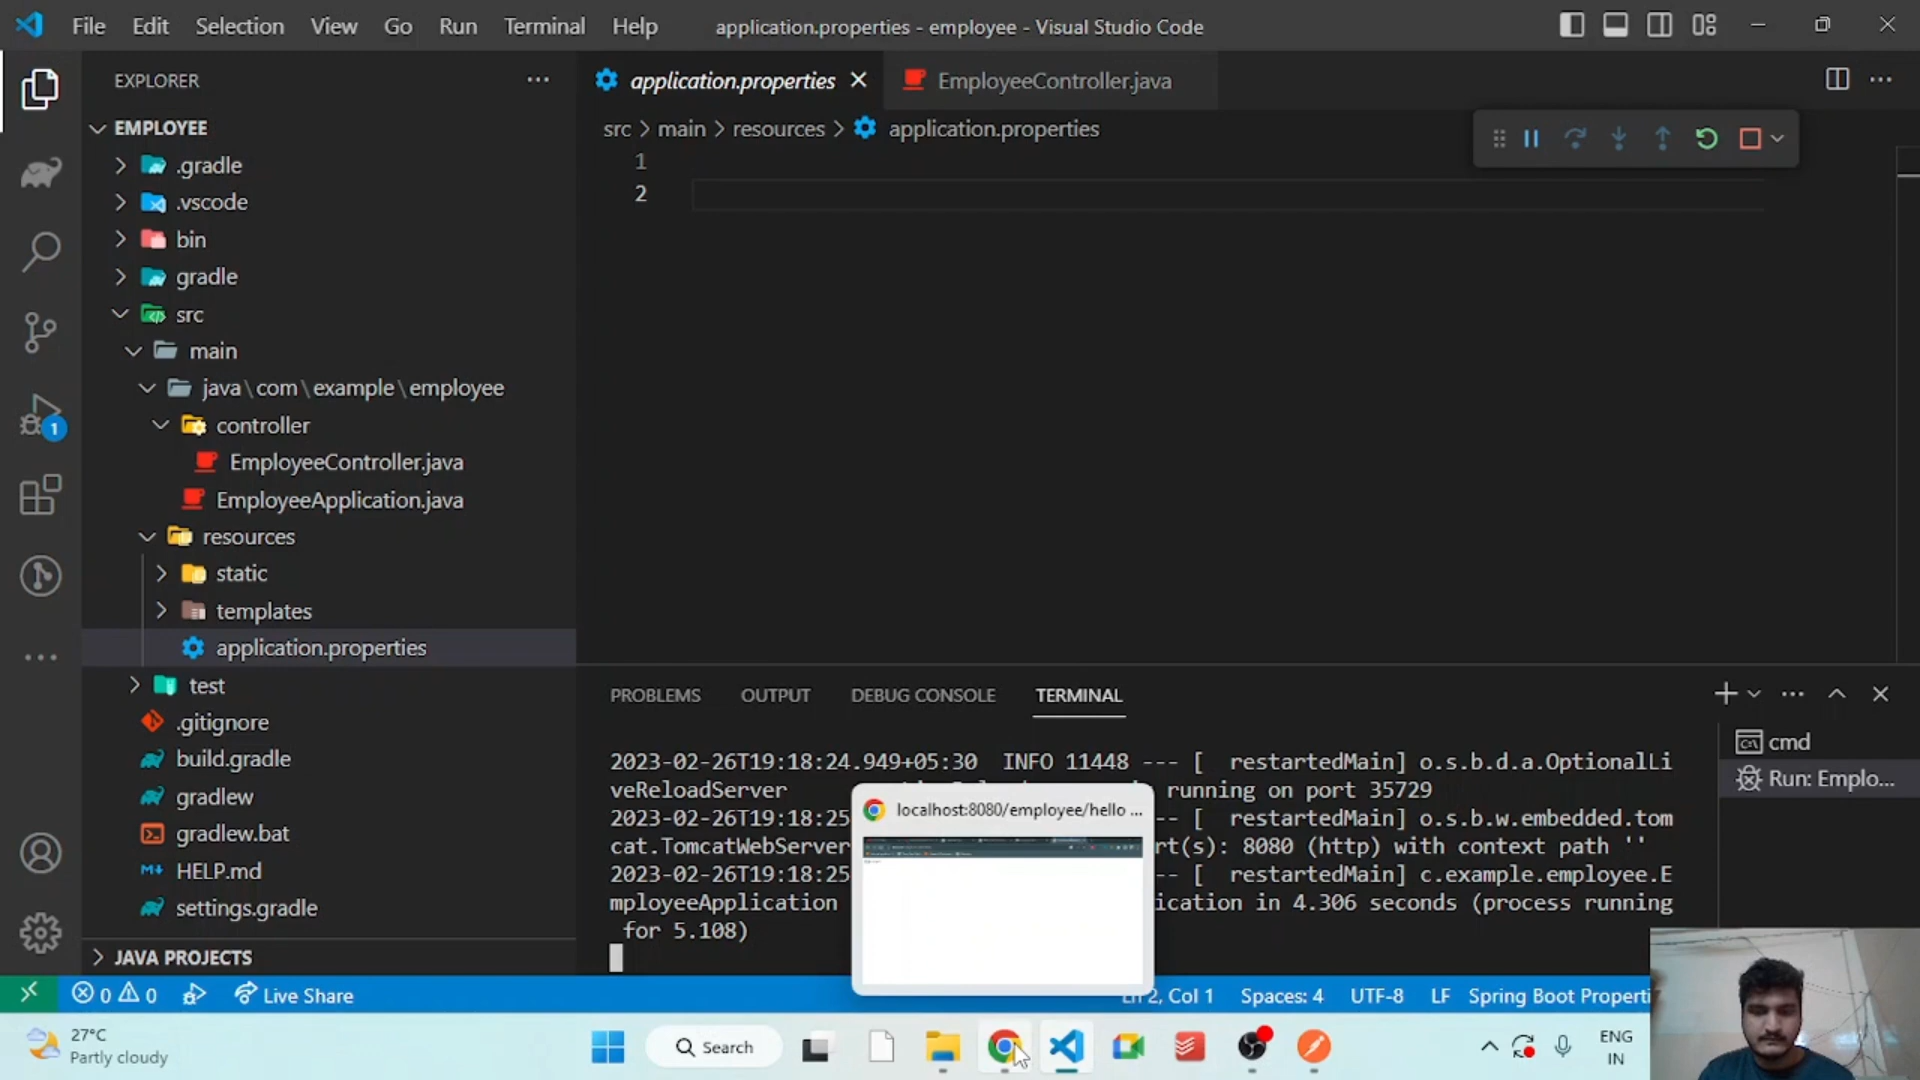 File Edit Selection View Go Run Terminal Help application.properties - employee - Visual Studio Code
EXPLORER
application.properties
EmployeeController.java
EMPLOYEE
src > main > resources > application.properties
.gradle
.vscode
bin
gradle
src
main
java\com\example\employee
controller
EmployeeController.java
EmployeeApplication.java
resources
static
templates
application.properties
test
.gitignore
build.gradle
gradlew
gradlew.bat
HELP.md
settings.gradle
JAVA PROJECTS
1
2
1
PROBLEMS OUTPUT DEBUG CONSOLE TERMINAL
2023-02-26T19:18:24.949+05:30 INFO 11448 --- [ restartedMain] o.s.b.d.a.OptionalLi
veReloadServer running on port 35729
2023-02-26T19:18:25 -- [ restartedMain] o.s.b.w.embedded.tom
cat.TomcatWebServer rt(s): 8080 (http) with context path ''
2023-02-26T19:18:25 -- [ restartedMain] c.example.employee.E
mployeeApplication ication in 4.306 seconds (process running
for 5.108)
cmd
Run: Emplo...
localhost:8080/employee/hello ...
0 0 Live Share
Ln 2, Col 1 Spaces: 4 UTF-8 LF Spring Boot Properti
27°C
Partly cloudy
Search
ENG
IN